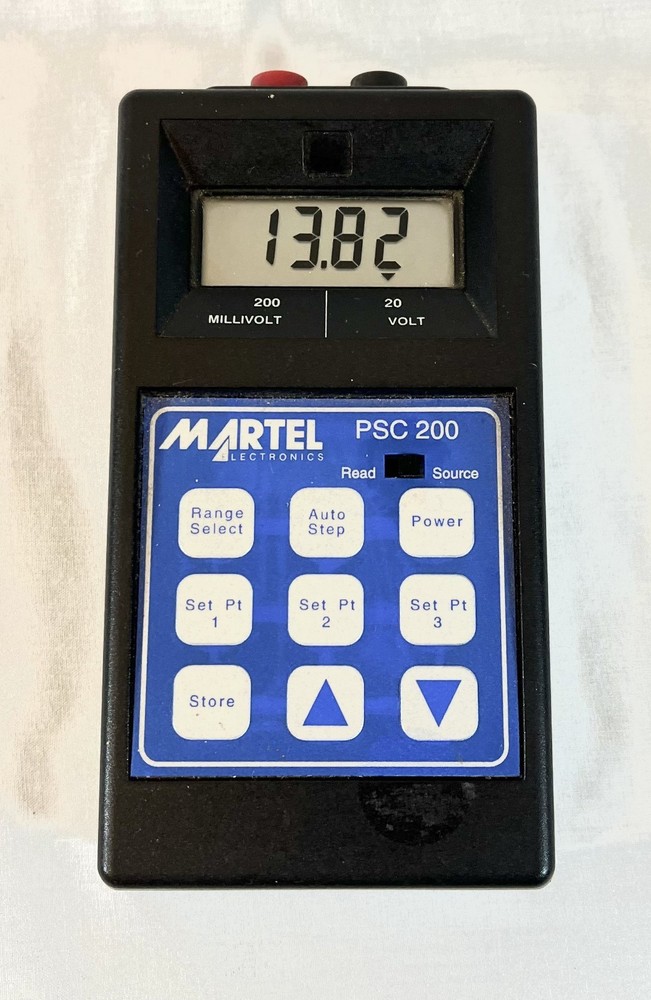 13.82
200 20
MILLIVOLT VOLT
MARTEL PSC 200
ELECTRONICS
Read Source
Range Auto Power
Select Step
Set Pt Set Pt Set Pt
1 2 3
Store